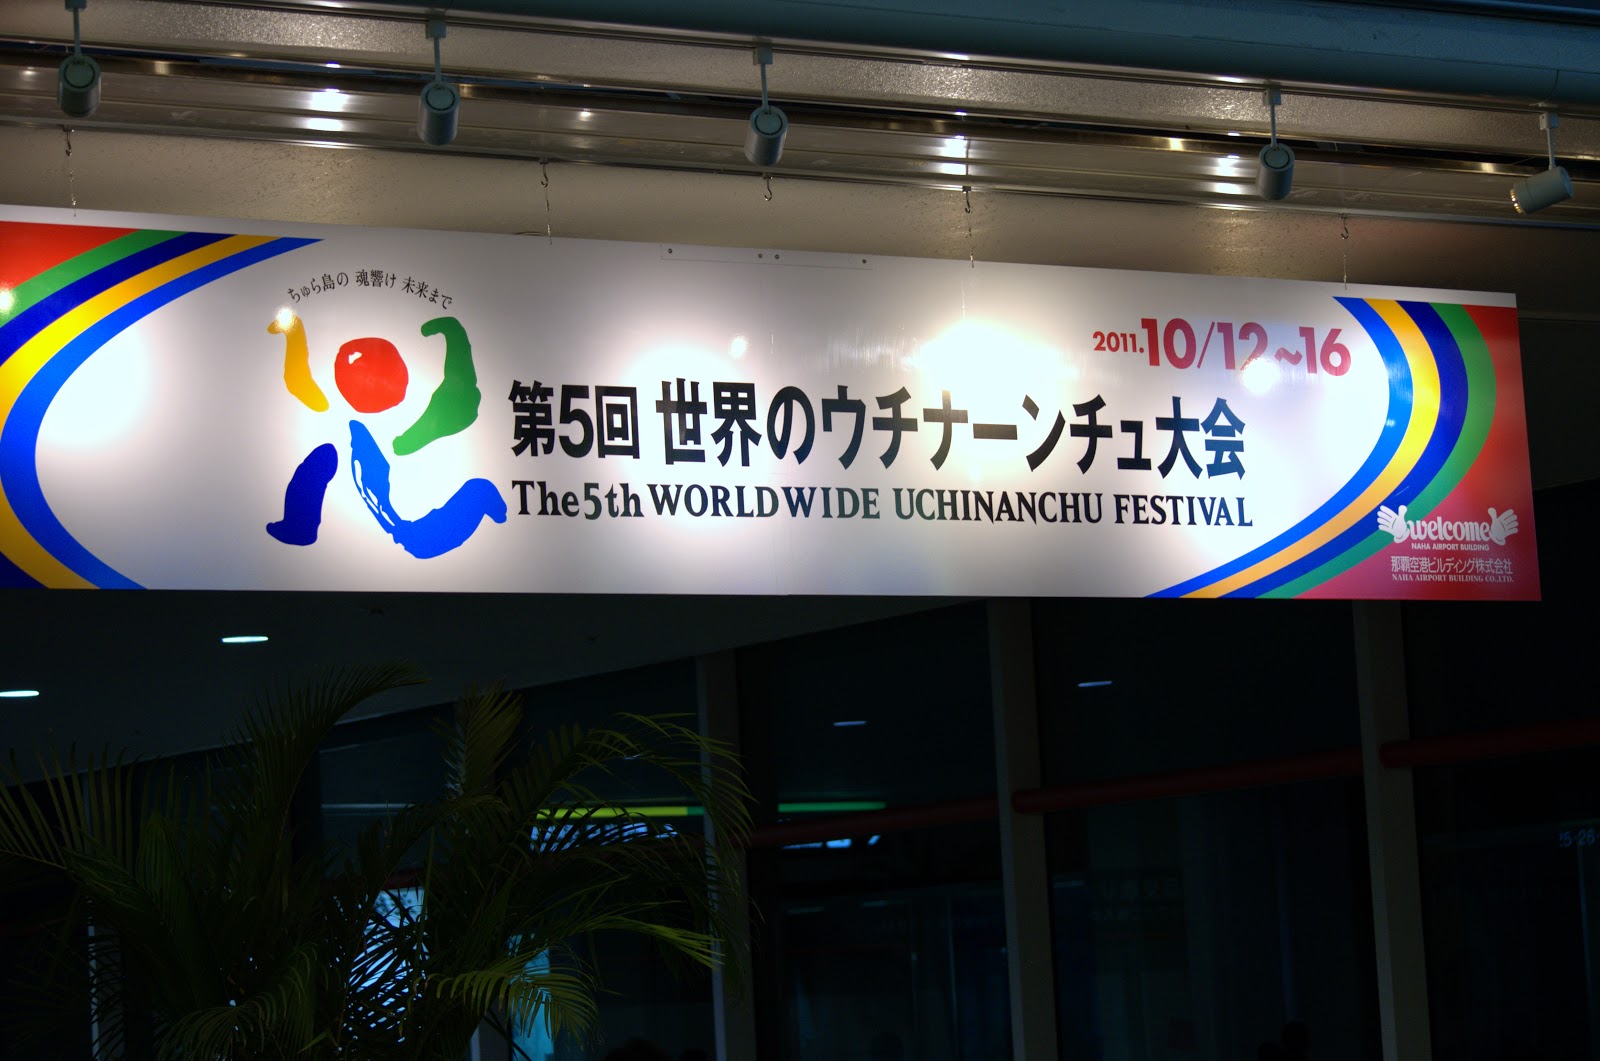 ちゅら島の 魂響け 未来まで
2011.10/12~16
第5回 世界のウチナーンチュ大会
The 5th WORLDWIDE UCHINANCHU FESTIVAL
welcome
NAHA AIRPORT BUILDING
那覇空港ビルディング株式会社
NAHA AIRPORT BUILDING CO.,LTD.